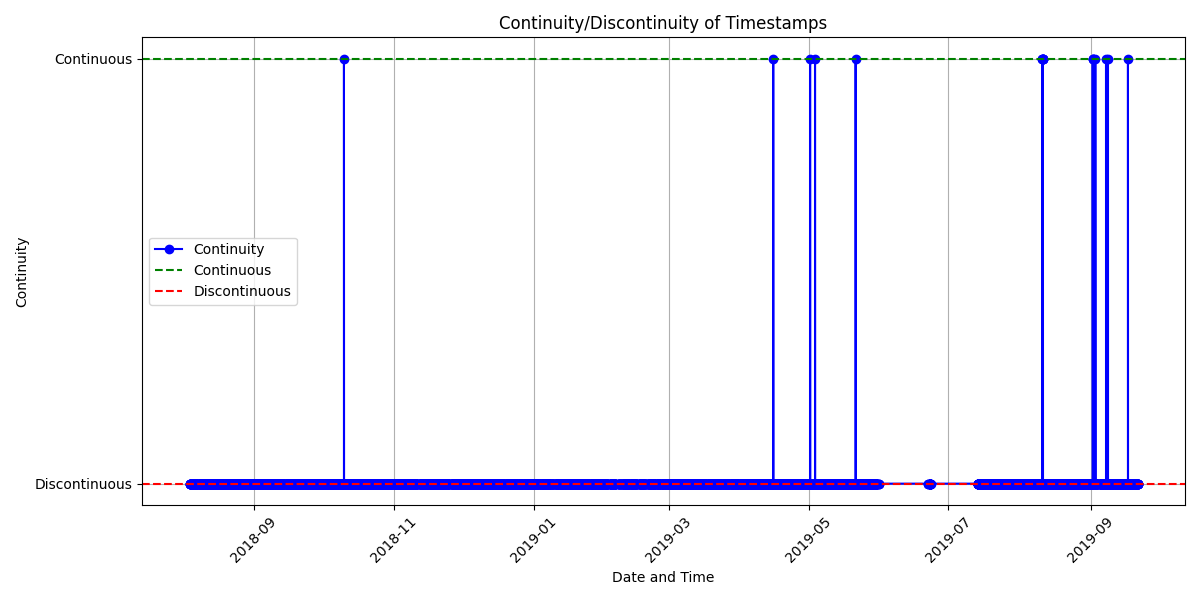 Continuity/Discontinuity of Timestamps
Continuous
Continuity
Continuity
Continuous
Discontinuous
Discontinuous
2018-09
2018-11
2019-01
2019-03
2019-05
2019-07
2019-09
Date and Time